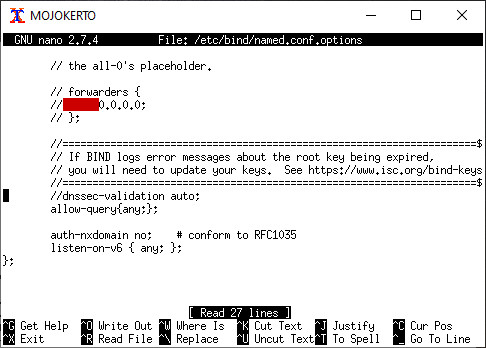 MOJOKERTO
GNU nano 2.7.4 File: /etc/bind/named.conf.options
// the all-0's placeholder.
// forwarders {
// 0.0.0.0;
// };
//========================================================================$
// If BIND logs error messages about the root key being expired,
// you will need to update your keys. See https://www.isc.org/bind-keys
//========================================================================$
//dnssec-validation auto;
allow-query{any;};
auth-nxdomain no; # conform to RFC1035
listen-on-v6 { any; };
};
[ Read 27 lines ]
^G Get Help ^O Write Out ^W Where Is ^K Cut Text ^J Justify ^C Cur Pos
^X Exit ^R Read File ^\ Replace ^U Uncut Text ^T To Spell ^_ Go To Line